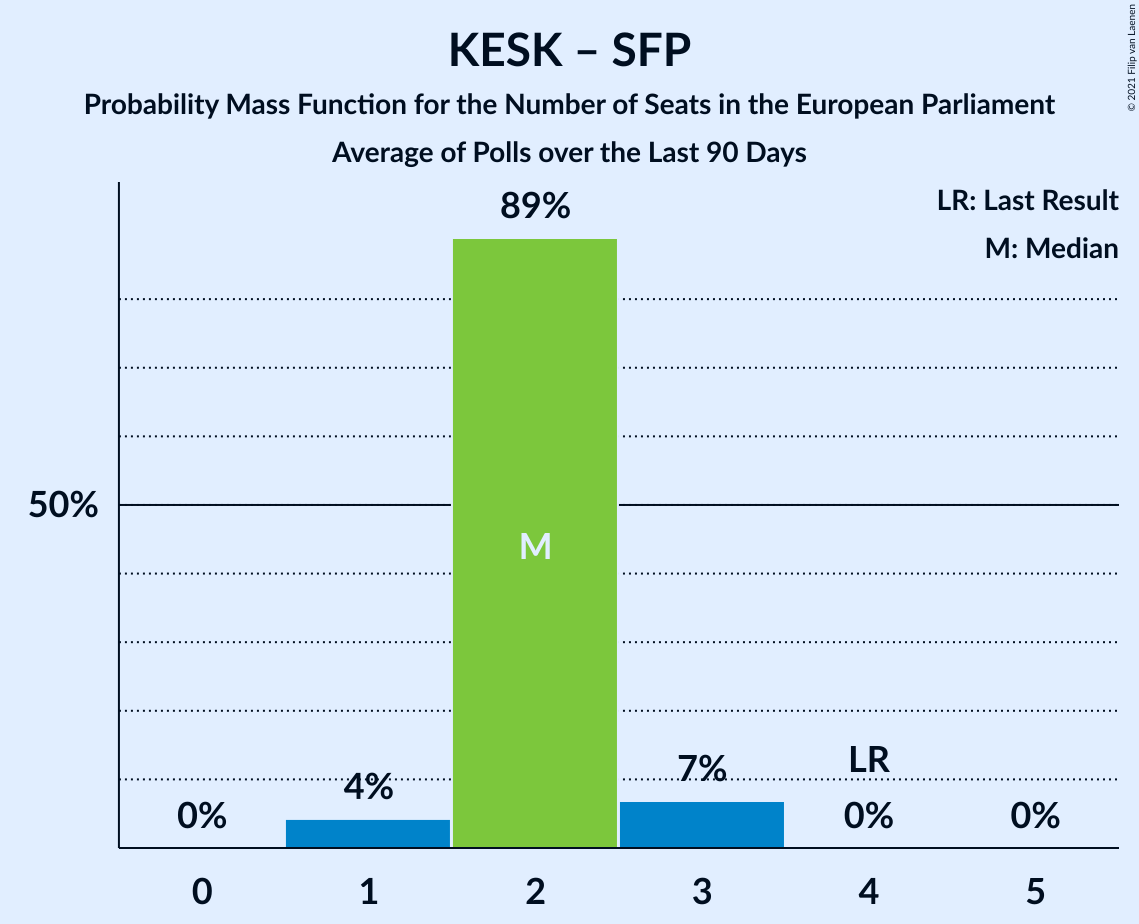 KESK – SFP
Probability Mass Function for the Number of Seats in the European Parliament
Average of Polls over the Last 90 Days
© 2021 Filip van Laenen
LR: Last Result
M: Median
89%
50%
M
LR
7%
4%
0%
0%
0%
0 1 2 3 4 5